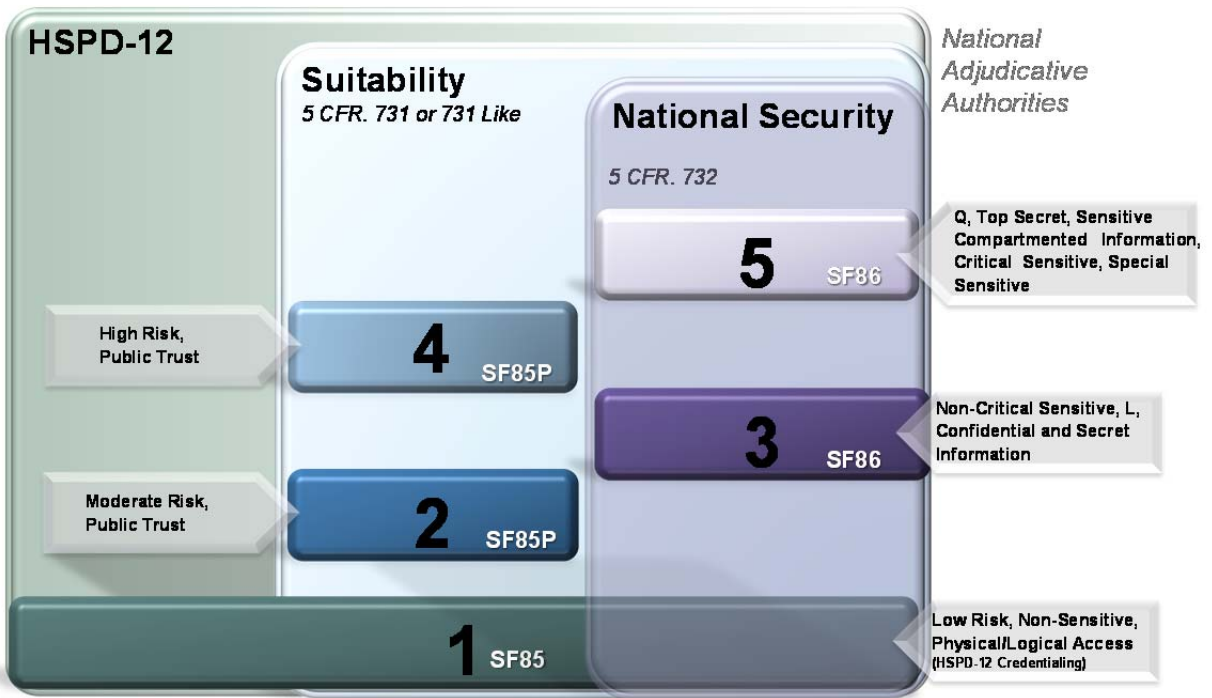 HSPD-12
Suitability
5 CFR. 731 or 731 Like
National Security
5 CFR. 732
National
Adjudicative
Authorities
5 SF86
Q, Top Secret, Sensitive
Compartmented Information,
Critical Sensitive, Special
Sensitive
High Risk,
Public Trust
4 SF85P
3 SF86
Non-Critical Sensitive, L,
Confidential and Secret
Information
Moderate Risk,
Public Trust
2 SF85P
1 SF85
Low Risk, Non-Sensitive,
Physical/Logical Access
(HSPD-12 Credentialing)